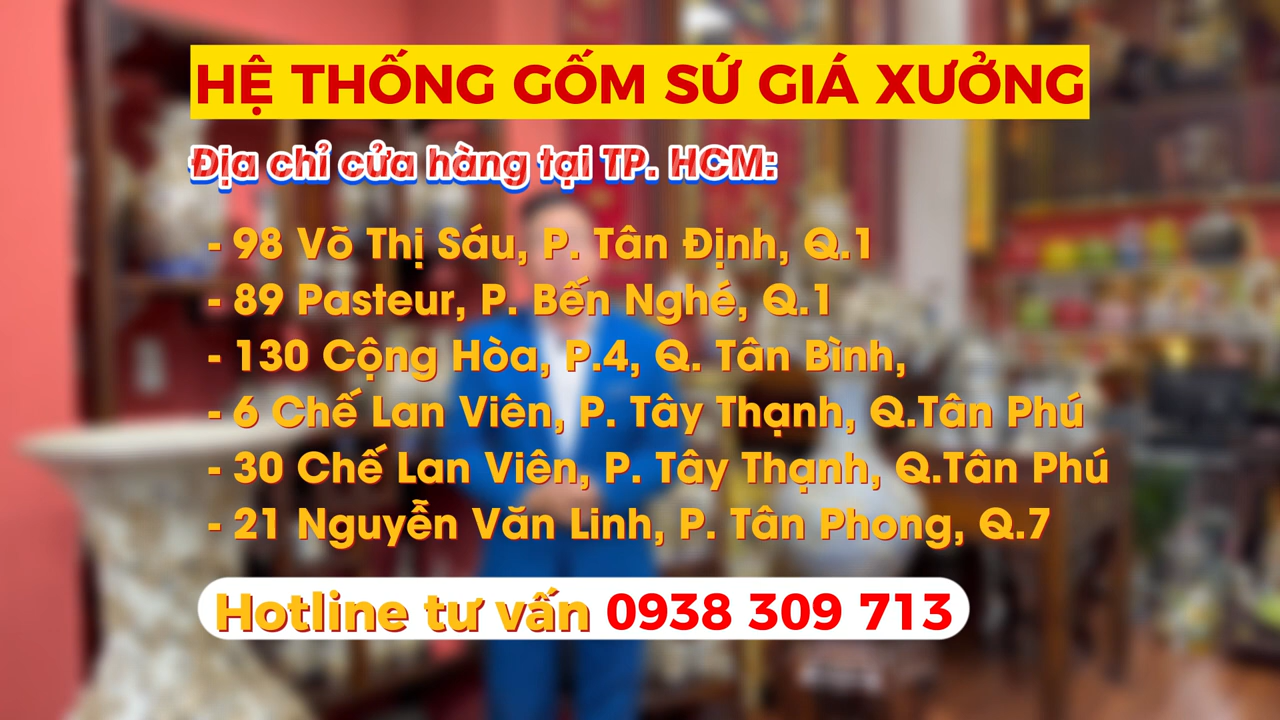 HỆ THỐNG GỐM SỨ GIÁ XƯỞNG
Địa chỉ cửa hàng tại TP. HCM:
- 98 Võ Thị Sáu, P. Tân Định, Q.1
- 89 Pasteur, P. Bến Nghé, Q.1
- 130 Cộng Hòa, P.4, Q. Tân Bình,
- 6 Chế Lan Viên, P. Tây Thạnh, Q.Tân Phú
- 30 Chế Lan Viên, P. Tây Thạnh, Q.Tân Phú
- 21 Nguyễn Văn Linh, P. Tân Phong, Q.7
Hotline tư vấn 0938 309 713